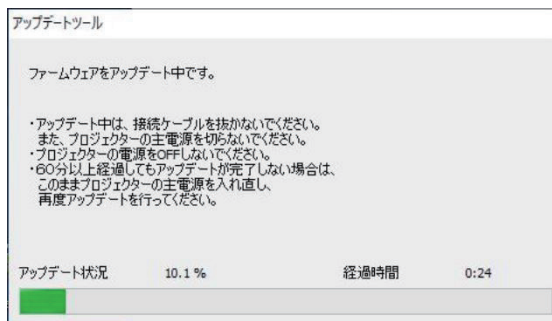 アップデートツール
ファームウェアをアップデート中です。
・アップデート中は、接続ケーブルを抜かないでください。
また、プロジェクターの主電源を切らないでください。
・プロジェクターの電源をOFFしないでください。
・60分以上経過してもアップデートが完了しない場合は、
このままプロジェクターの主電源を入れ直し、
再度アップデートを行ってください。
アップデート状況 10.1 % 経過時間 0:24